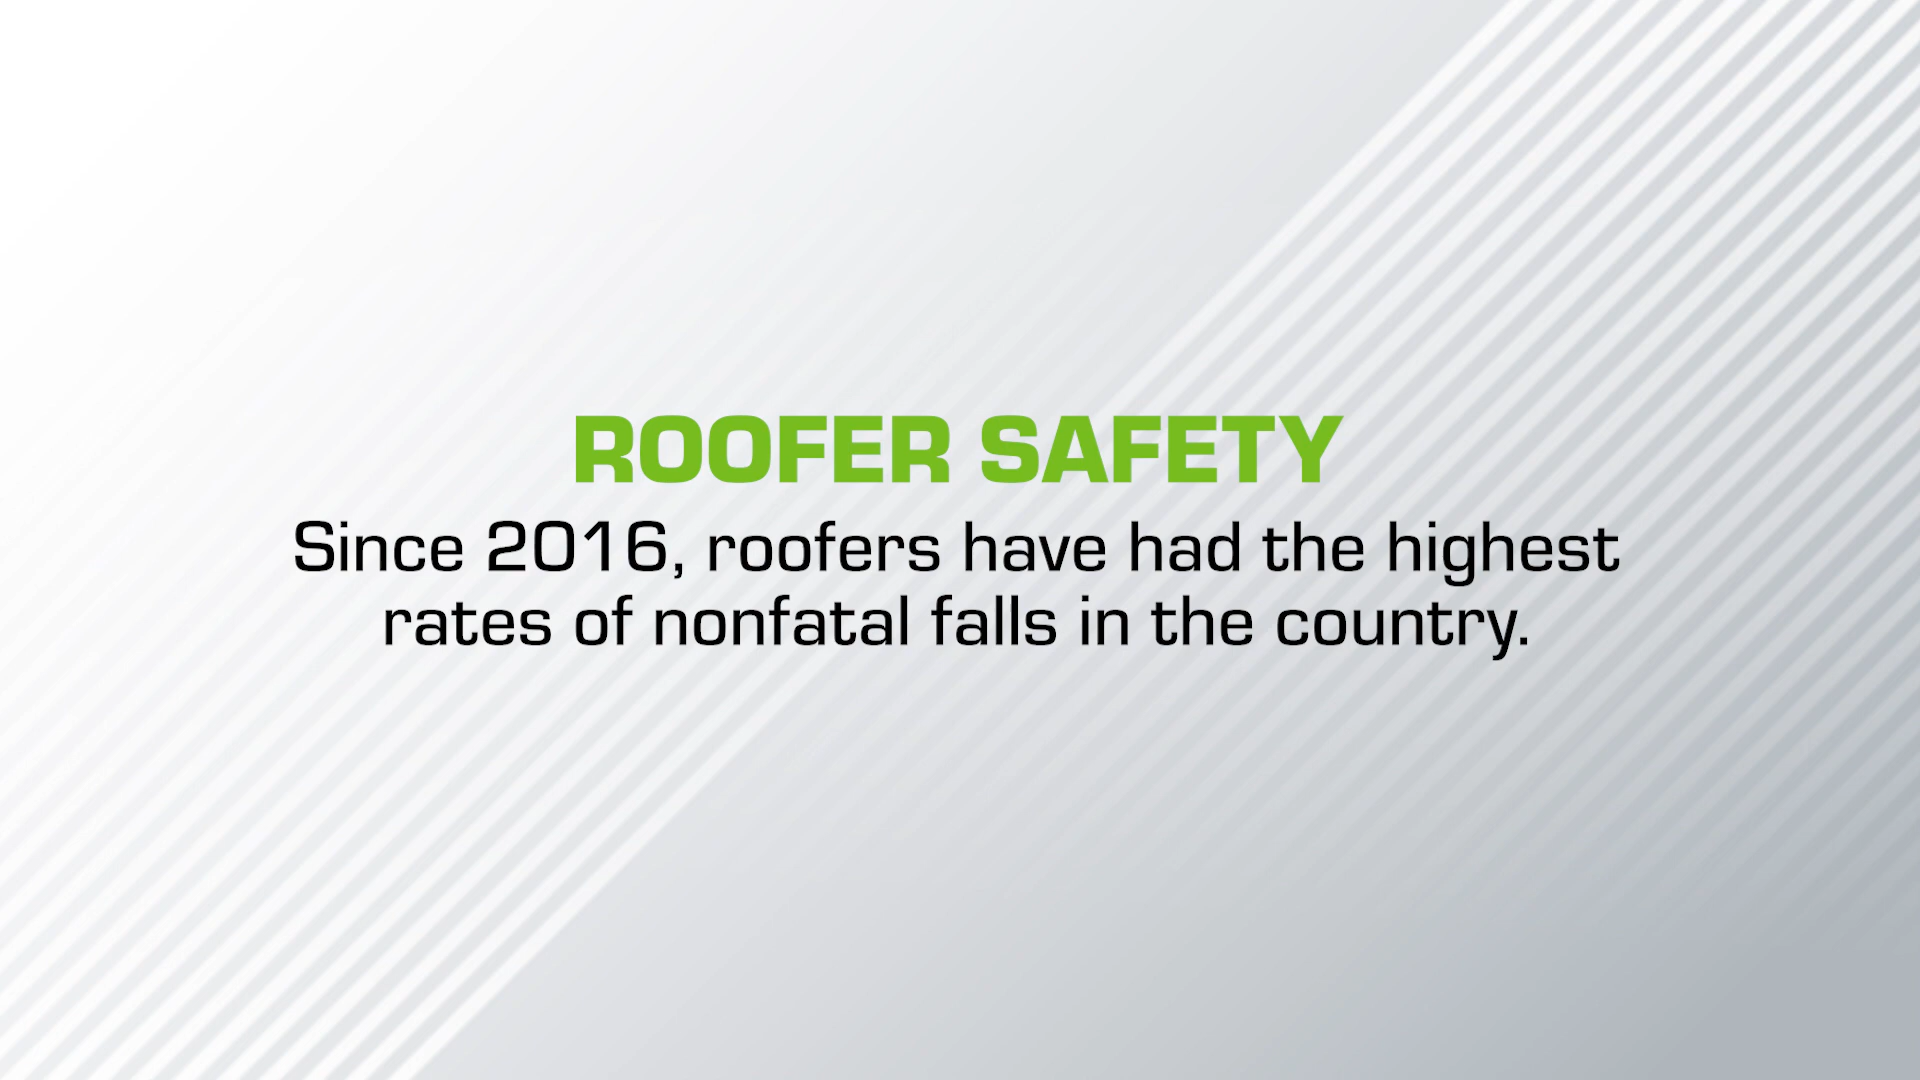 ROOFER SAFETY
Since 2016, roofers have had the highest
rates of nonfatal falls in the country.